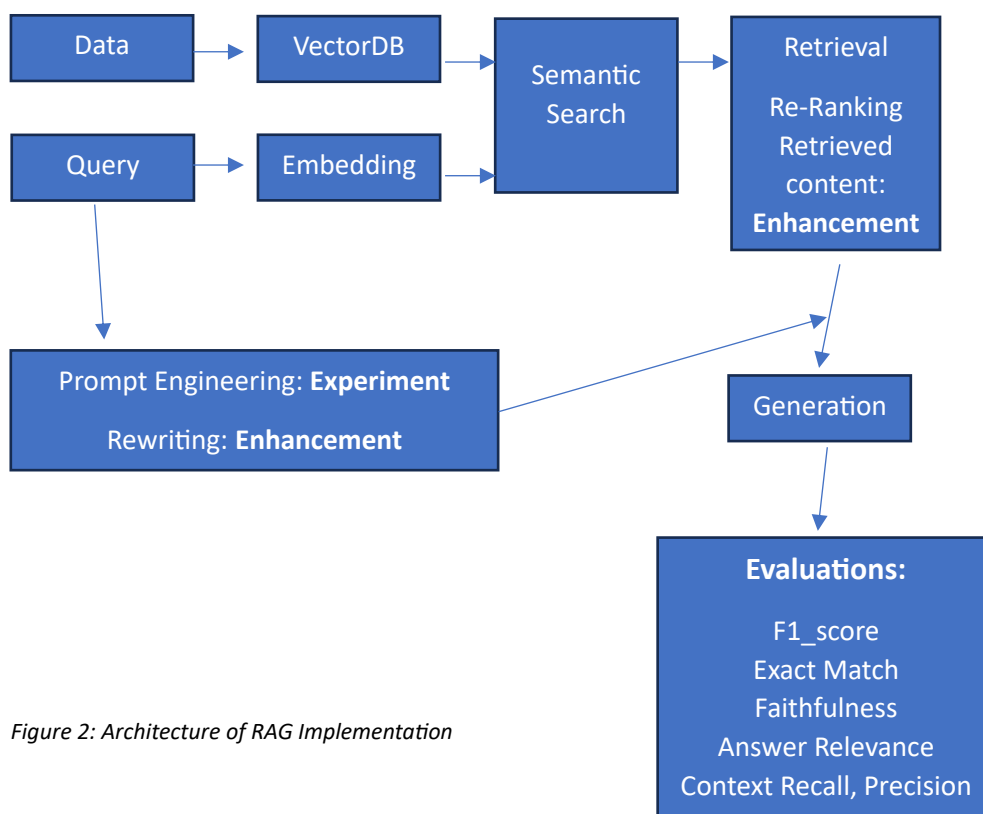 Data
VectorDB
Semantic
Search
Retrieval
Re-Ranking
Retrieved
content:
Enhancement
Query
Embedding
Prompt Engineering: Experiment
Rewriting: Enhancement
Generation
Evaluations:
F1_score
Exact Match
Faithfulness
Answer Relevance
Context Recall, Precision
Figure 2: Architecture of RAG Implementation